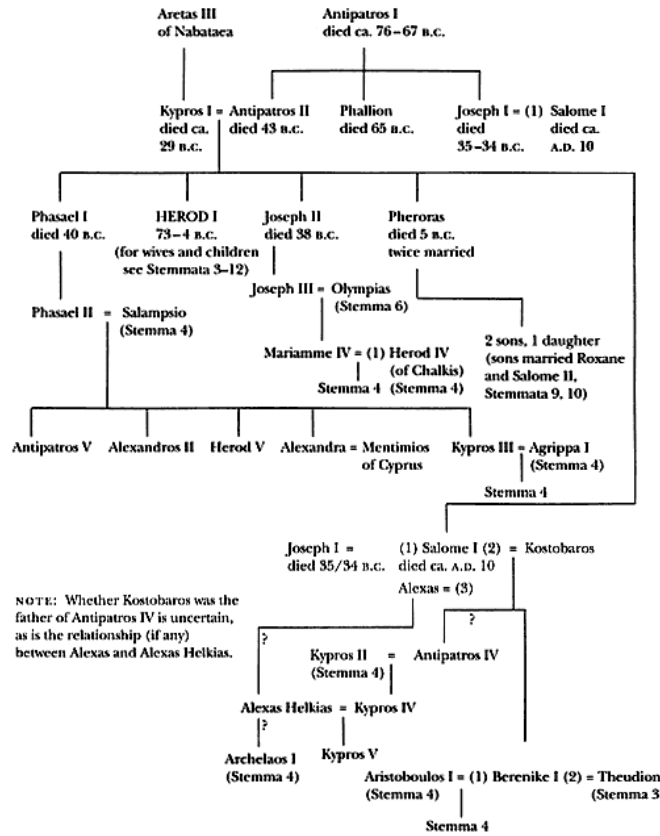 Aretas III
of Nabataea
Antipatros I
died ca. 76–67 B.C.
Kypros I = Antipatros II
died ca.
29 B.C.
died 43 B.C.
Phallion
died 65 B.C.
Joseph I = (1) Salome I
died
35–34 B.C.
died ca.
A.D. 10
Phasael I
died 40 B.C.
HEROD I
73–4 B.C.
(for wives and children
see Stemmata 3–12)
Joseph II
died 38 B.C.
Pheroras
died 5 B.C.
twice married
Joseph III = Olympias
(Stemma 6)
Phasael II = Salampsio
(Stemma 4)
2 sons, 1 daughter
(sons married Roxane
and Salome II,
Stemmata 9, 10)
Mariamme IV = (1) Herod IV
(of Chalkis)
Stemma 4 (Stemma 4)
Antipatros V
Alexandros II
Herod V
Alexandra = Mentimios
of Cyprus
Kypros III = Agrippa I
(Stemma 4)
Stemma 4
Joseph I = (1) Salome I (2) = Kostobaros
died 35/34 B.C. died ca. A.D. 10
Alexas = (3)
NOTE: Whether Kostobaros was the
father of Antipatros IV is uncertain,
as is the relationship (if any)
between Alexas and Alexas Helkias.
?
?
Kypros II = Antipatros IV
(Stemma 4)
Alexas Helkias = Kypros IV
?
Archelaos I
(Stemma 4)
Kypros V
Aristoboulos I = (1) Berenike I (2) = Theudion
(Stemma 4)
(Stemma 3
Stemma 4